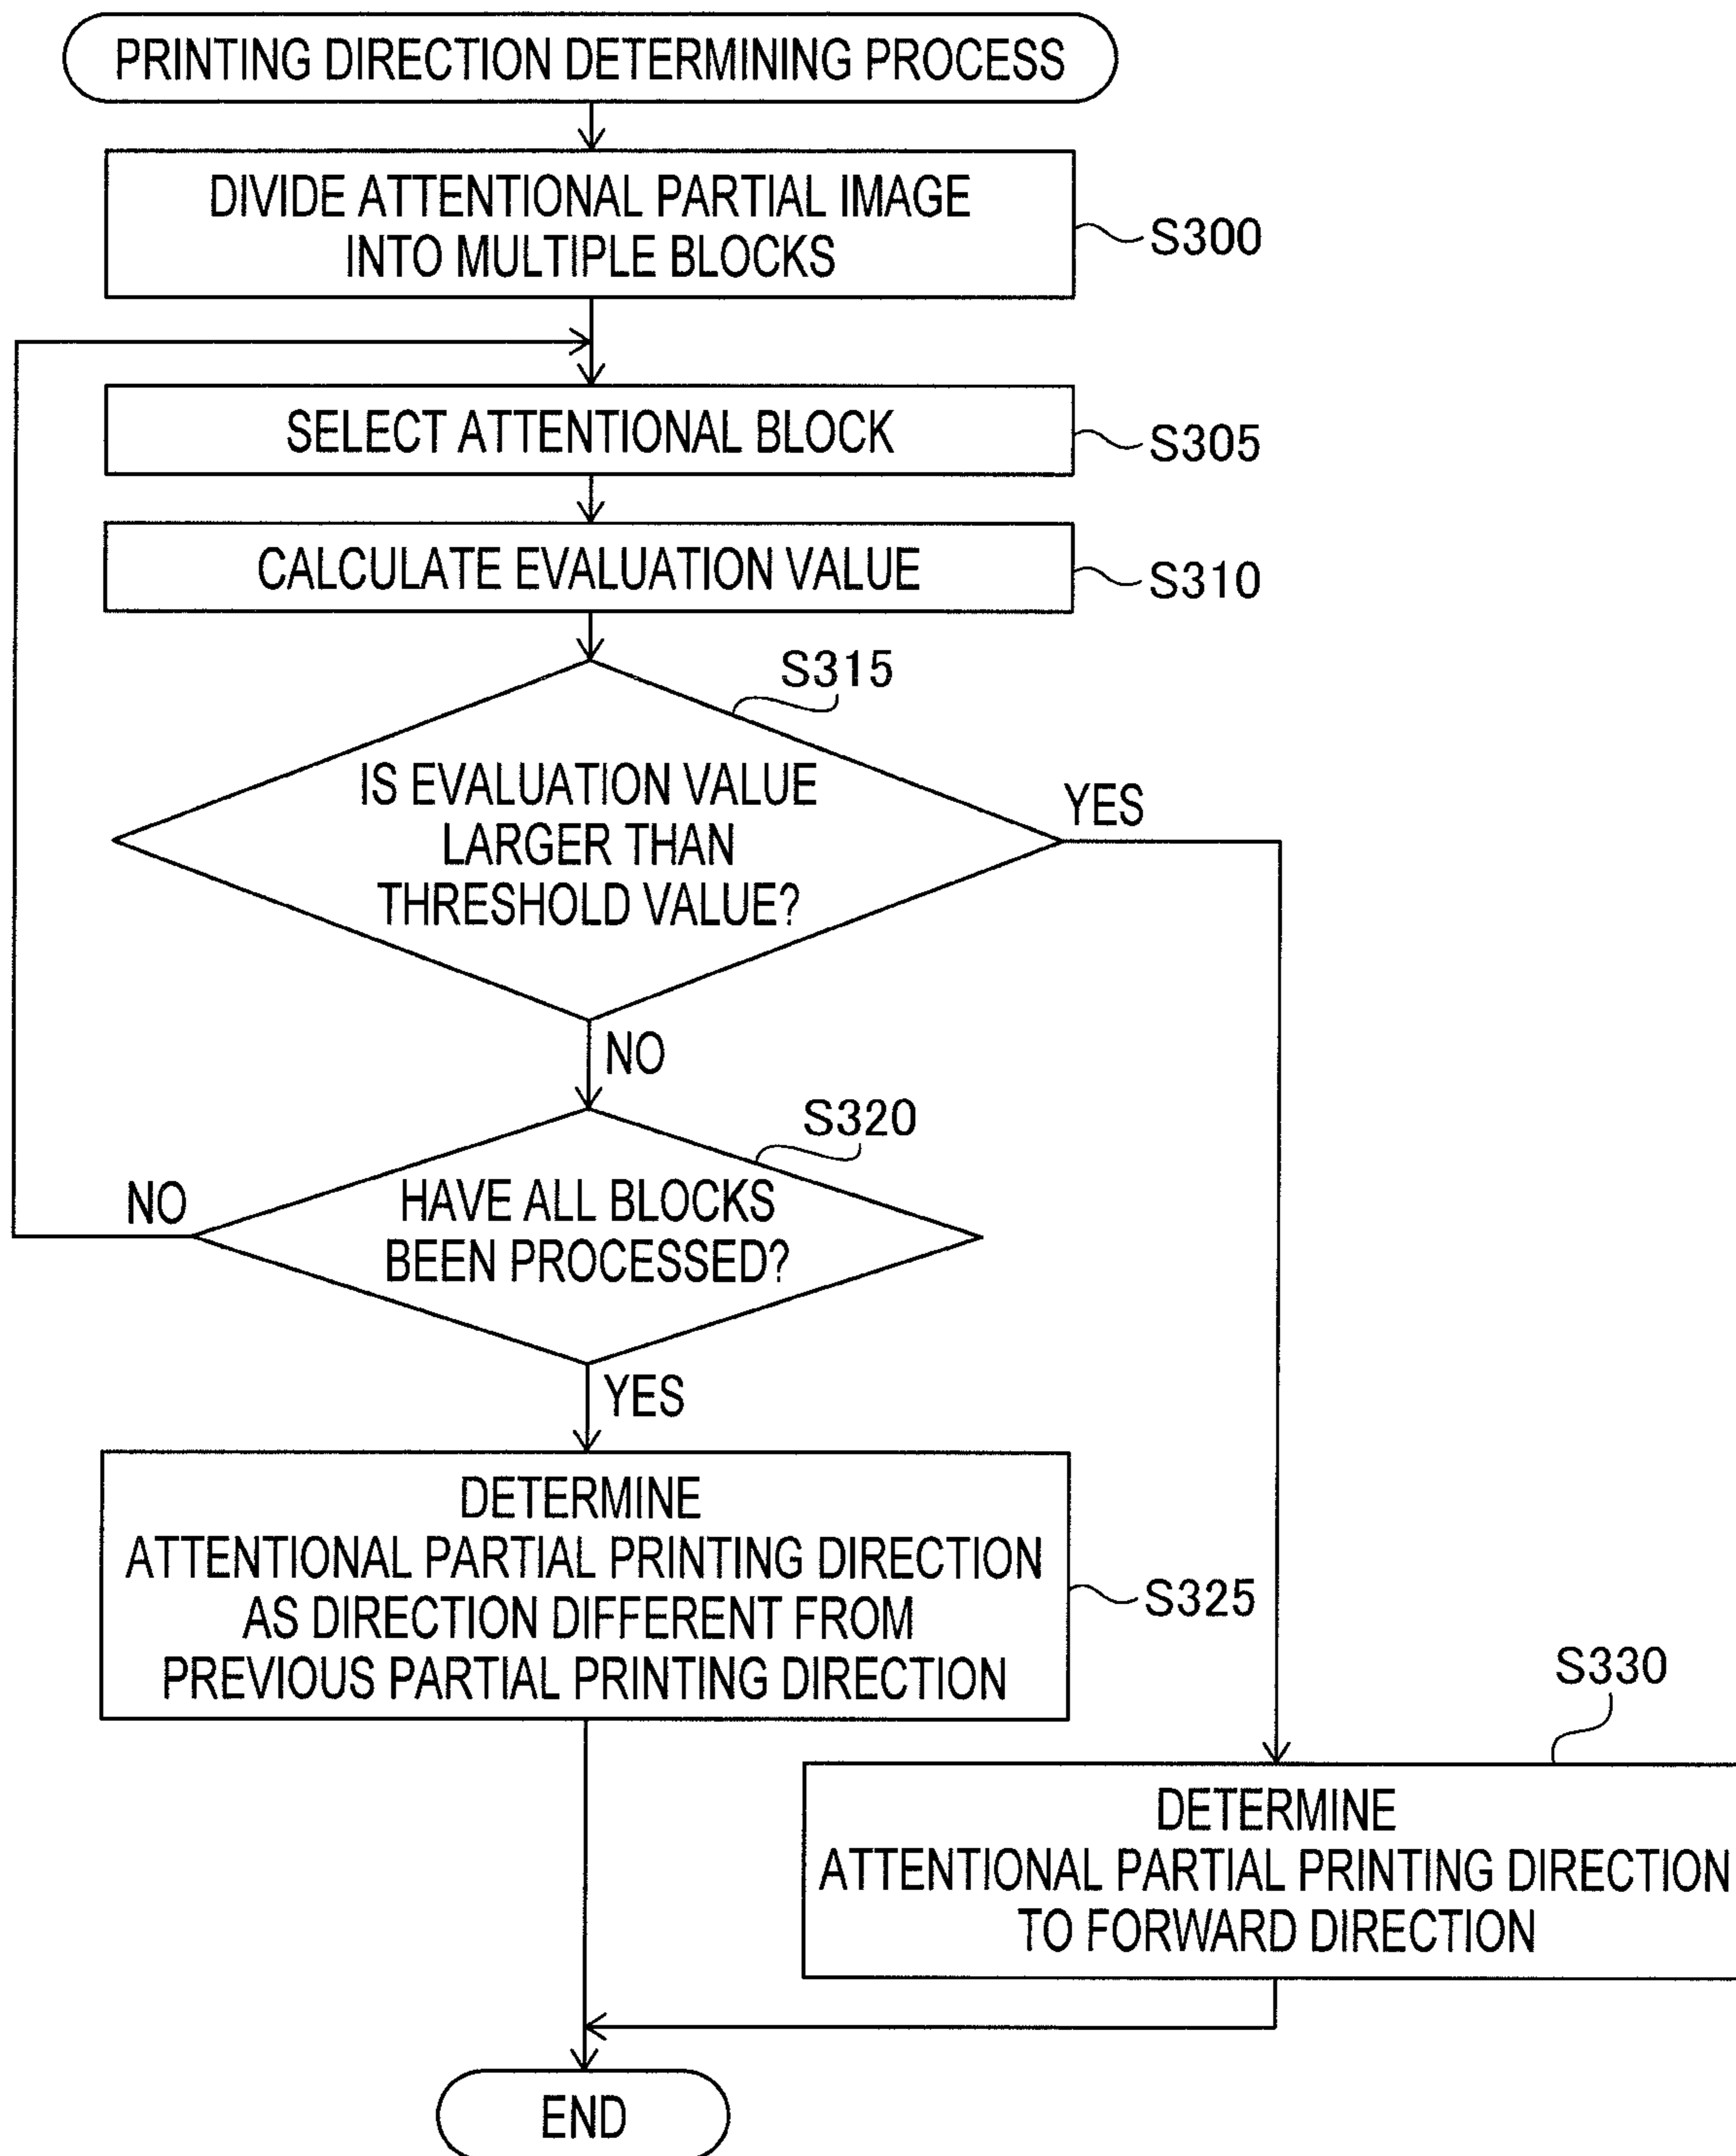 PRINTING DIRECTION DETERMINING PROCESS
DIVIDE ATTENTIONAL PARTIAL IMAGE
INTO MULTIPLE BLOCKS
S300
SELECT ATTENTIONAL BLOCK
S305
CALCULATE EVALUATION VALUE
S310
S315
IS EVALUATION VALUE
LARGER THAN
THRESHOLD VALUE?
YES
NO
S320
HAVE ALL BLOCKS
BEEN PROCESSED?
NO
YES
DETERMINE
ATTENTIONAL PARTIAL PRINTING DIRECTION
AS DIRECTION DIFFERENT FROM
PREVIOUS PARTIAL PRINTING DIRECTION
S325
S330
DETERMINE
ATTENTIONAL PARTIAL PRINTING DIRECTION
TO FORWARD DIRECTION
END